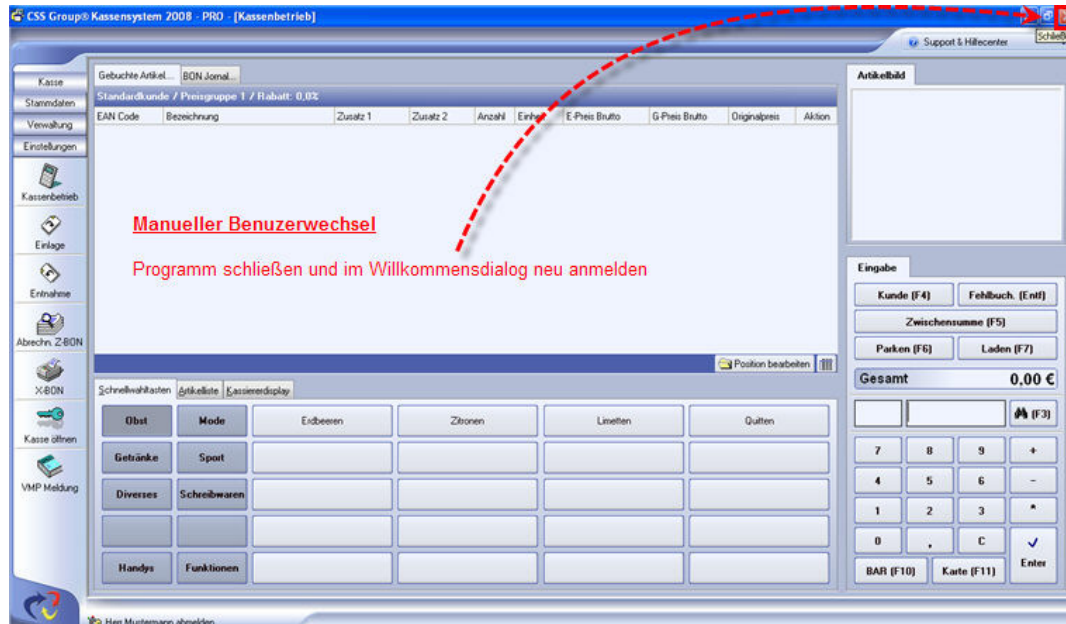 CSS Group® Kassensystem 2008 - PRO - [Kassenbetrieb]
Support & Hilfecenter
Kasse
Stammdaten
Verwaltung
Einstellungen
Kassenbetrieb
Einlage
Entnahme
Abrechn. Z-BON
X-BON
Kasse öffnen
VMP Meldung
Gebuchte Artikel... BON Jornal...
Standardkunde / Preisgruppe 1 / Rabatt: 0,0%
EAN Code Bezeichnung Zusatz 1 Zusatz 2 Anzahl Einheit E-Preis Brutto G-Preis Brutto Originalpreis Aktion
Manueller Benuzerwechsel
Programm schließen und im Willkommensdialog neu anmelden
Position bearbeiten
Schnellwahltasten Artikelliste Kassiererdisplay
Obst Mode Erdbeeren Zitronen Limetten Quitten
Getränke Sport
Diverses Schreibwaren
Handys Funktionen
Artikelbild
Eingabe
Kunde (F4) Fehlbuch. (Entf)
Zwischensumme (F5)
Parken (F6) Laden (F7)
Gesamt 0,00 €
(F3)
7 8 9 +
4 5 6 -
1 2 3 *
0 , C
Enter
BAR (F10) Karte (F11)
Herr Mustermann abmelden